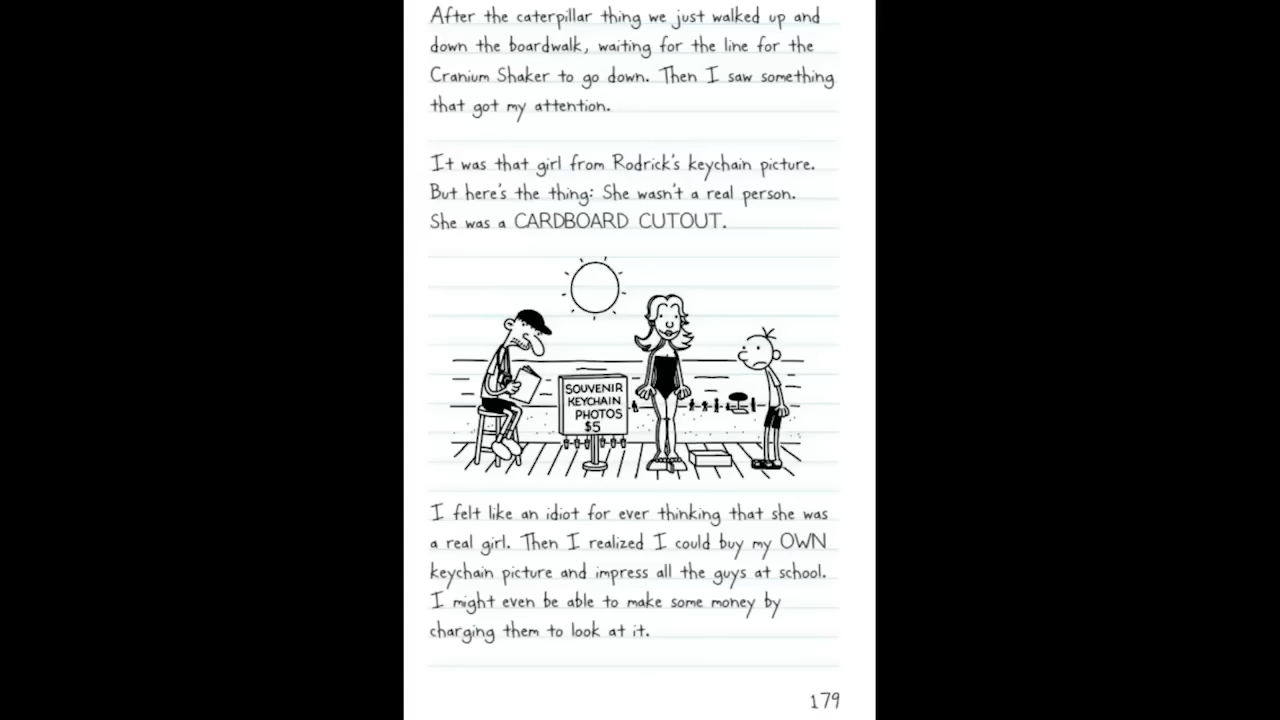 After the caterpillar thing we just walked up and
down the boardwalk, waiting for the line for the
Cranium Shaker to go down. Then I saw something
that got my attention.
It was that girl from Rodrick's keychain picture.
But here's the thing: She wasn't a real person.
She was a CARDBOARD CUTOUT.
SOUVENIR
KEYCHAIN
PHOTOS
$5
I felt like an idiot for ever thinking that she was
a real girl. Then I realized I could buy my OWN
keychain picture and impress all the guys at school.
I might even be able to make some money by
charging them to look at it.
179